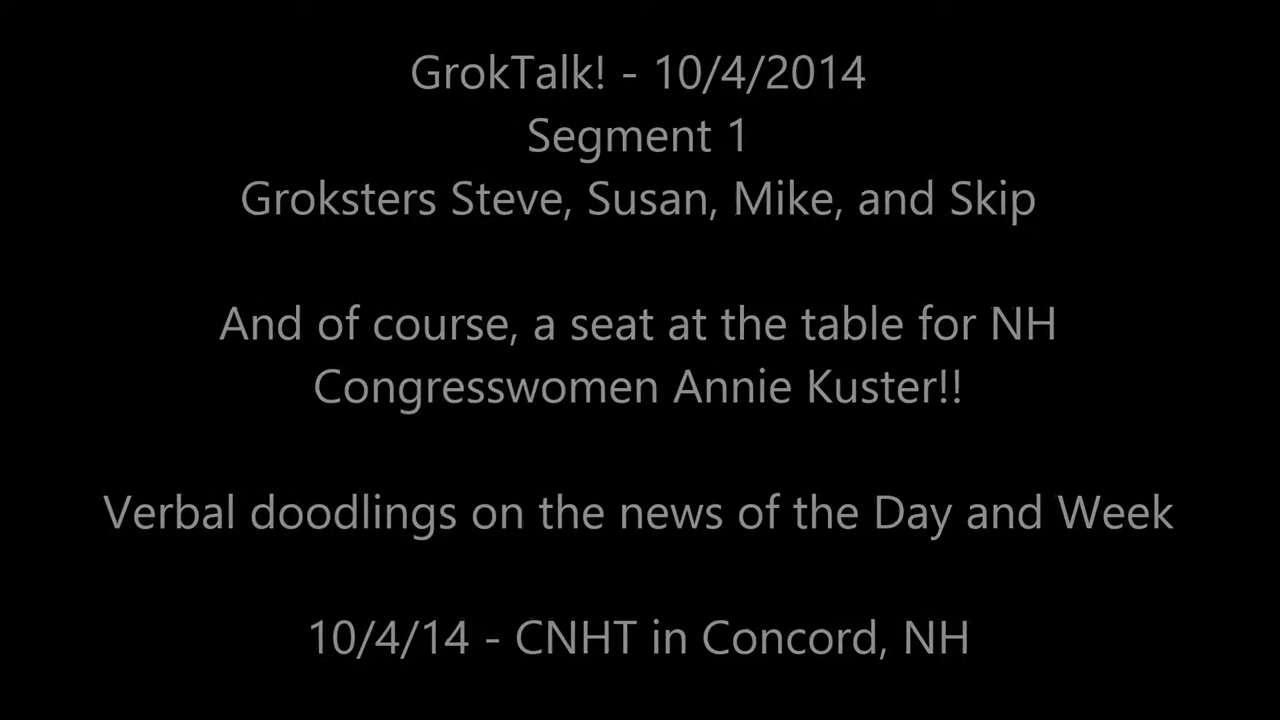 GrokTalk! - 10/4/2014
Segment 1
Groksters Steve, Susan, Mike, and Skip
And of course, a seat at the table for NH
Congresswomen Annie Kuster!!
Verbal doodlings on the news of the Day and Week
10/4/14 - CNHT in Concord, NH